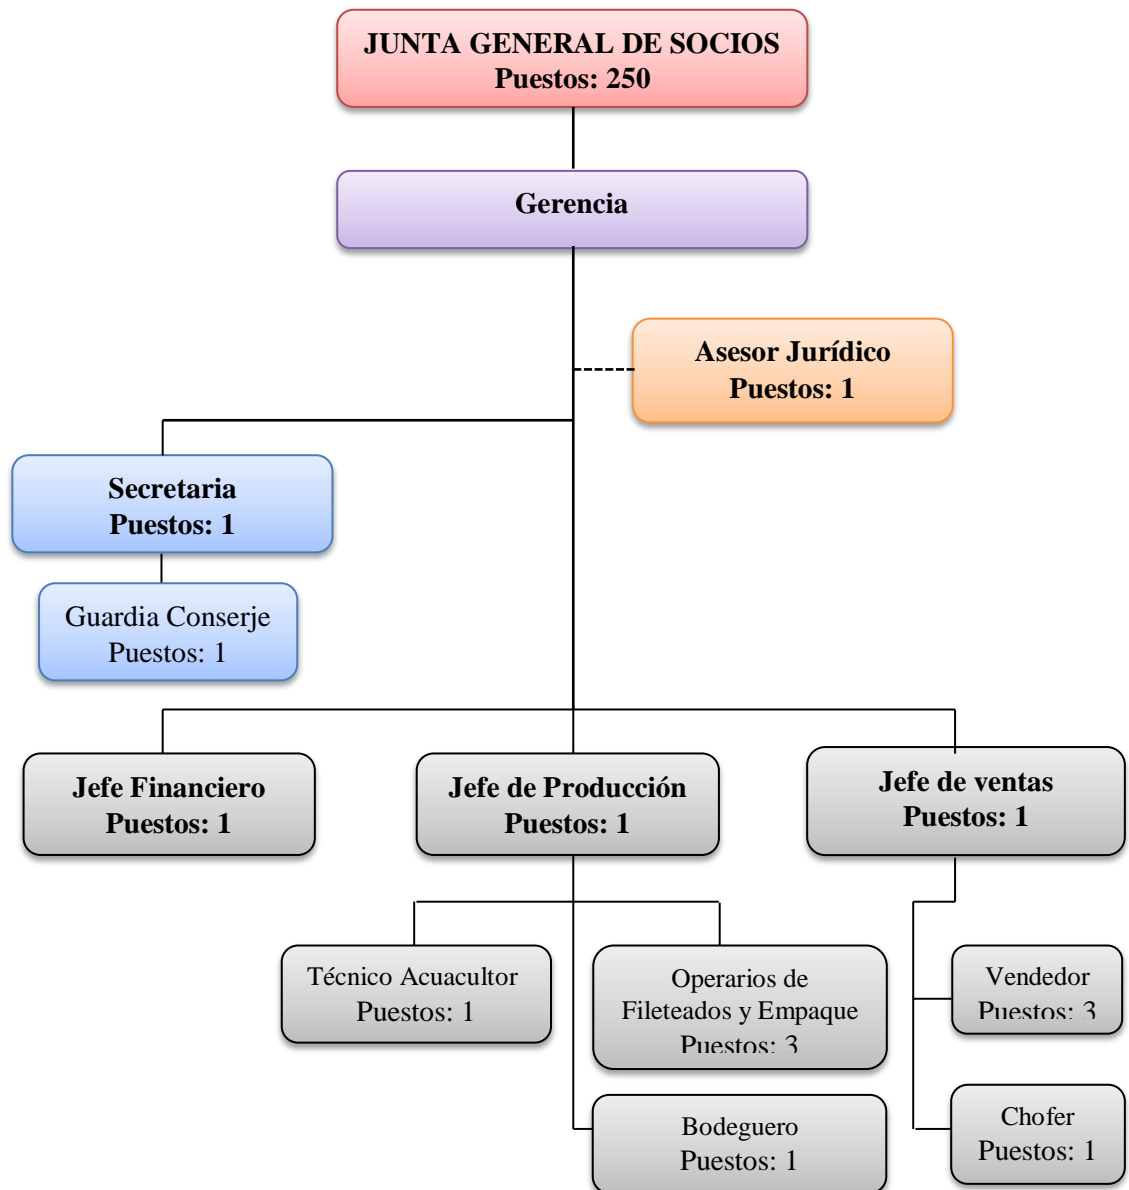 JUNTA GENERAL DE SOCIOS
Puestos: 250
Gerencia
Asesor Jurídico
Puestos: 1
Secretaria
Puestos: 1
Guardia Conserje
Puestos: 1
Jefe Financiero
Puestos: 1
Jefe de Producción
Puestos: 1
Jefe de ventas
Puestos: 1
Técnico Acuacultor
Puestos: 1
Operarios de
Fileteados y Empaque
Puestos: 3
Vendedor
Puestos: 3
Bodeguero
Puestos: 1
Chofer
Puestos: 1